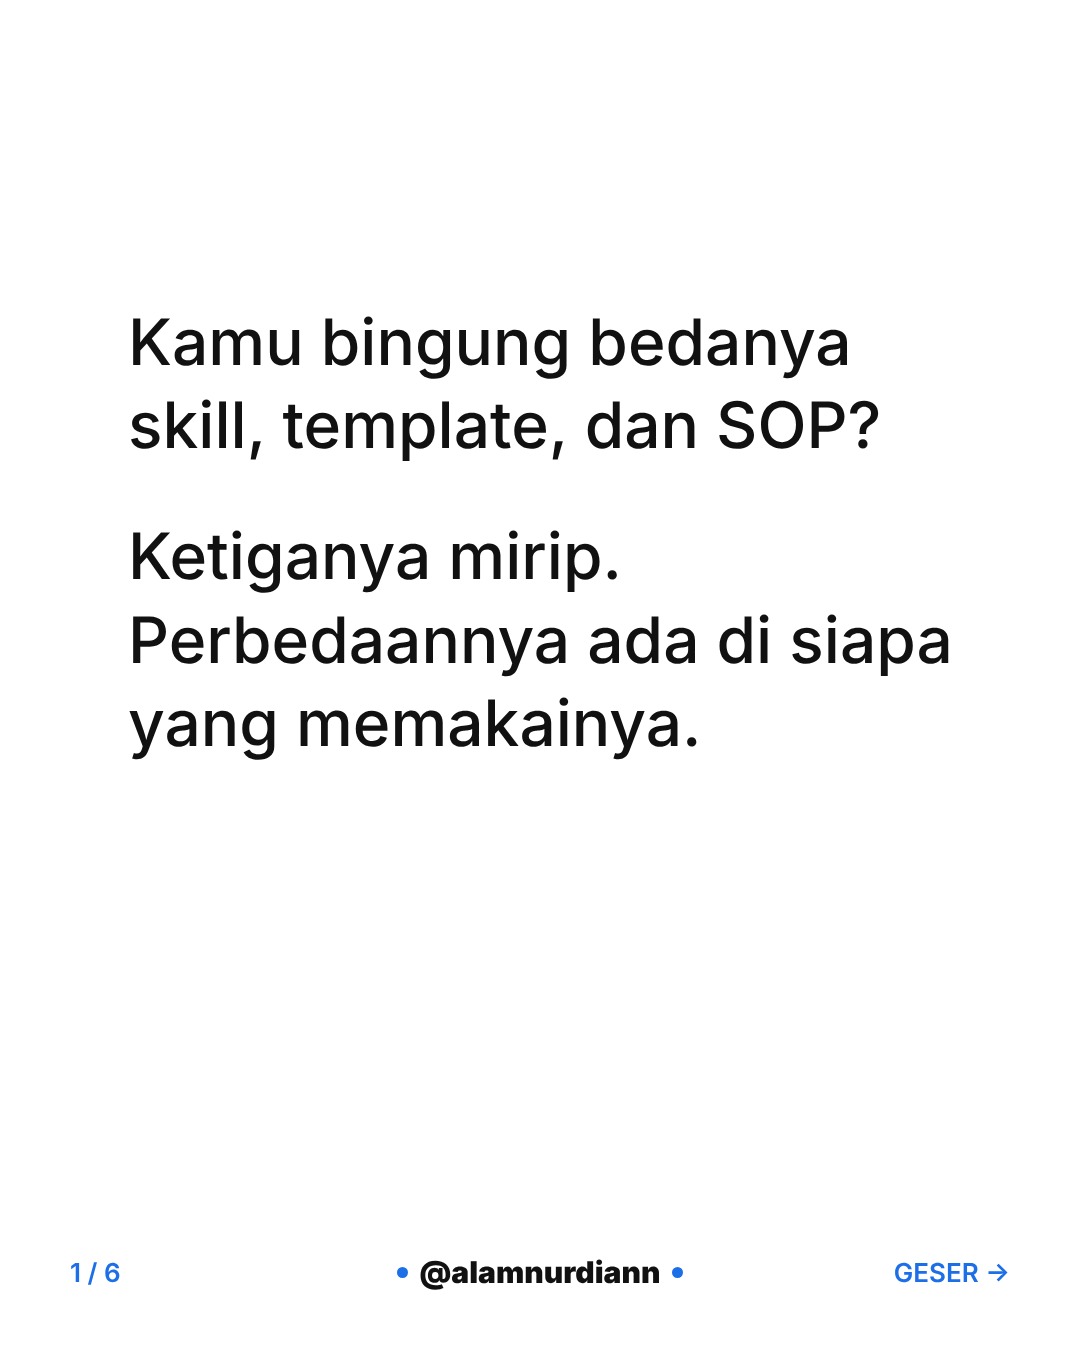 Kamu bingung bedanya
skill, template, dan SOP?
Ketiganya mirip.
Perbedaannya ada di siapa
yang memakainya.
1 / 6
• @alamnurdiann •
GESER →